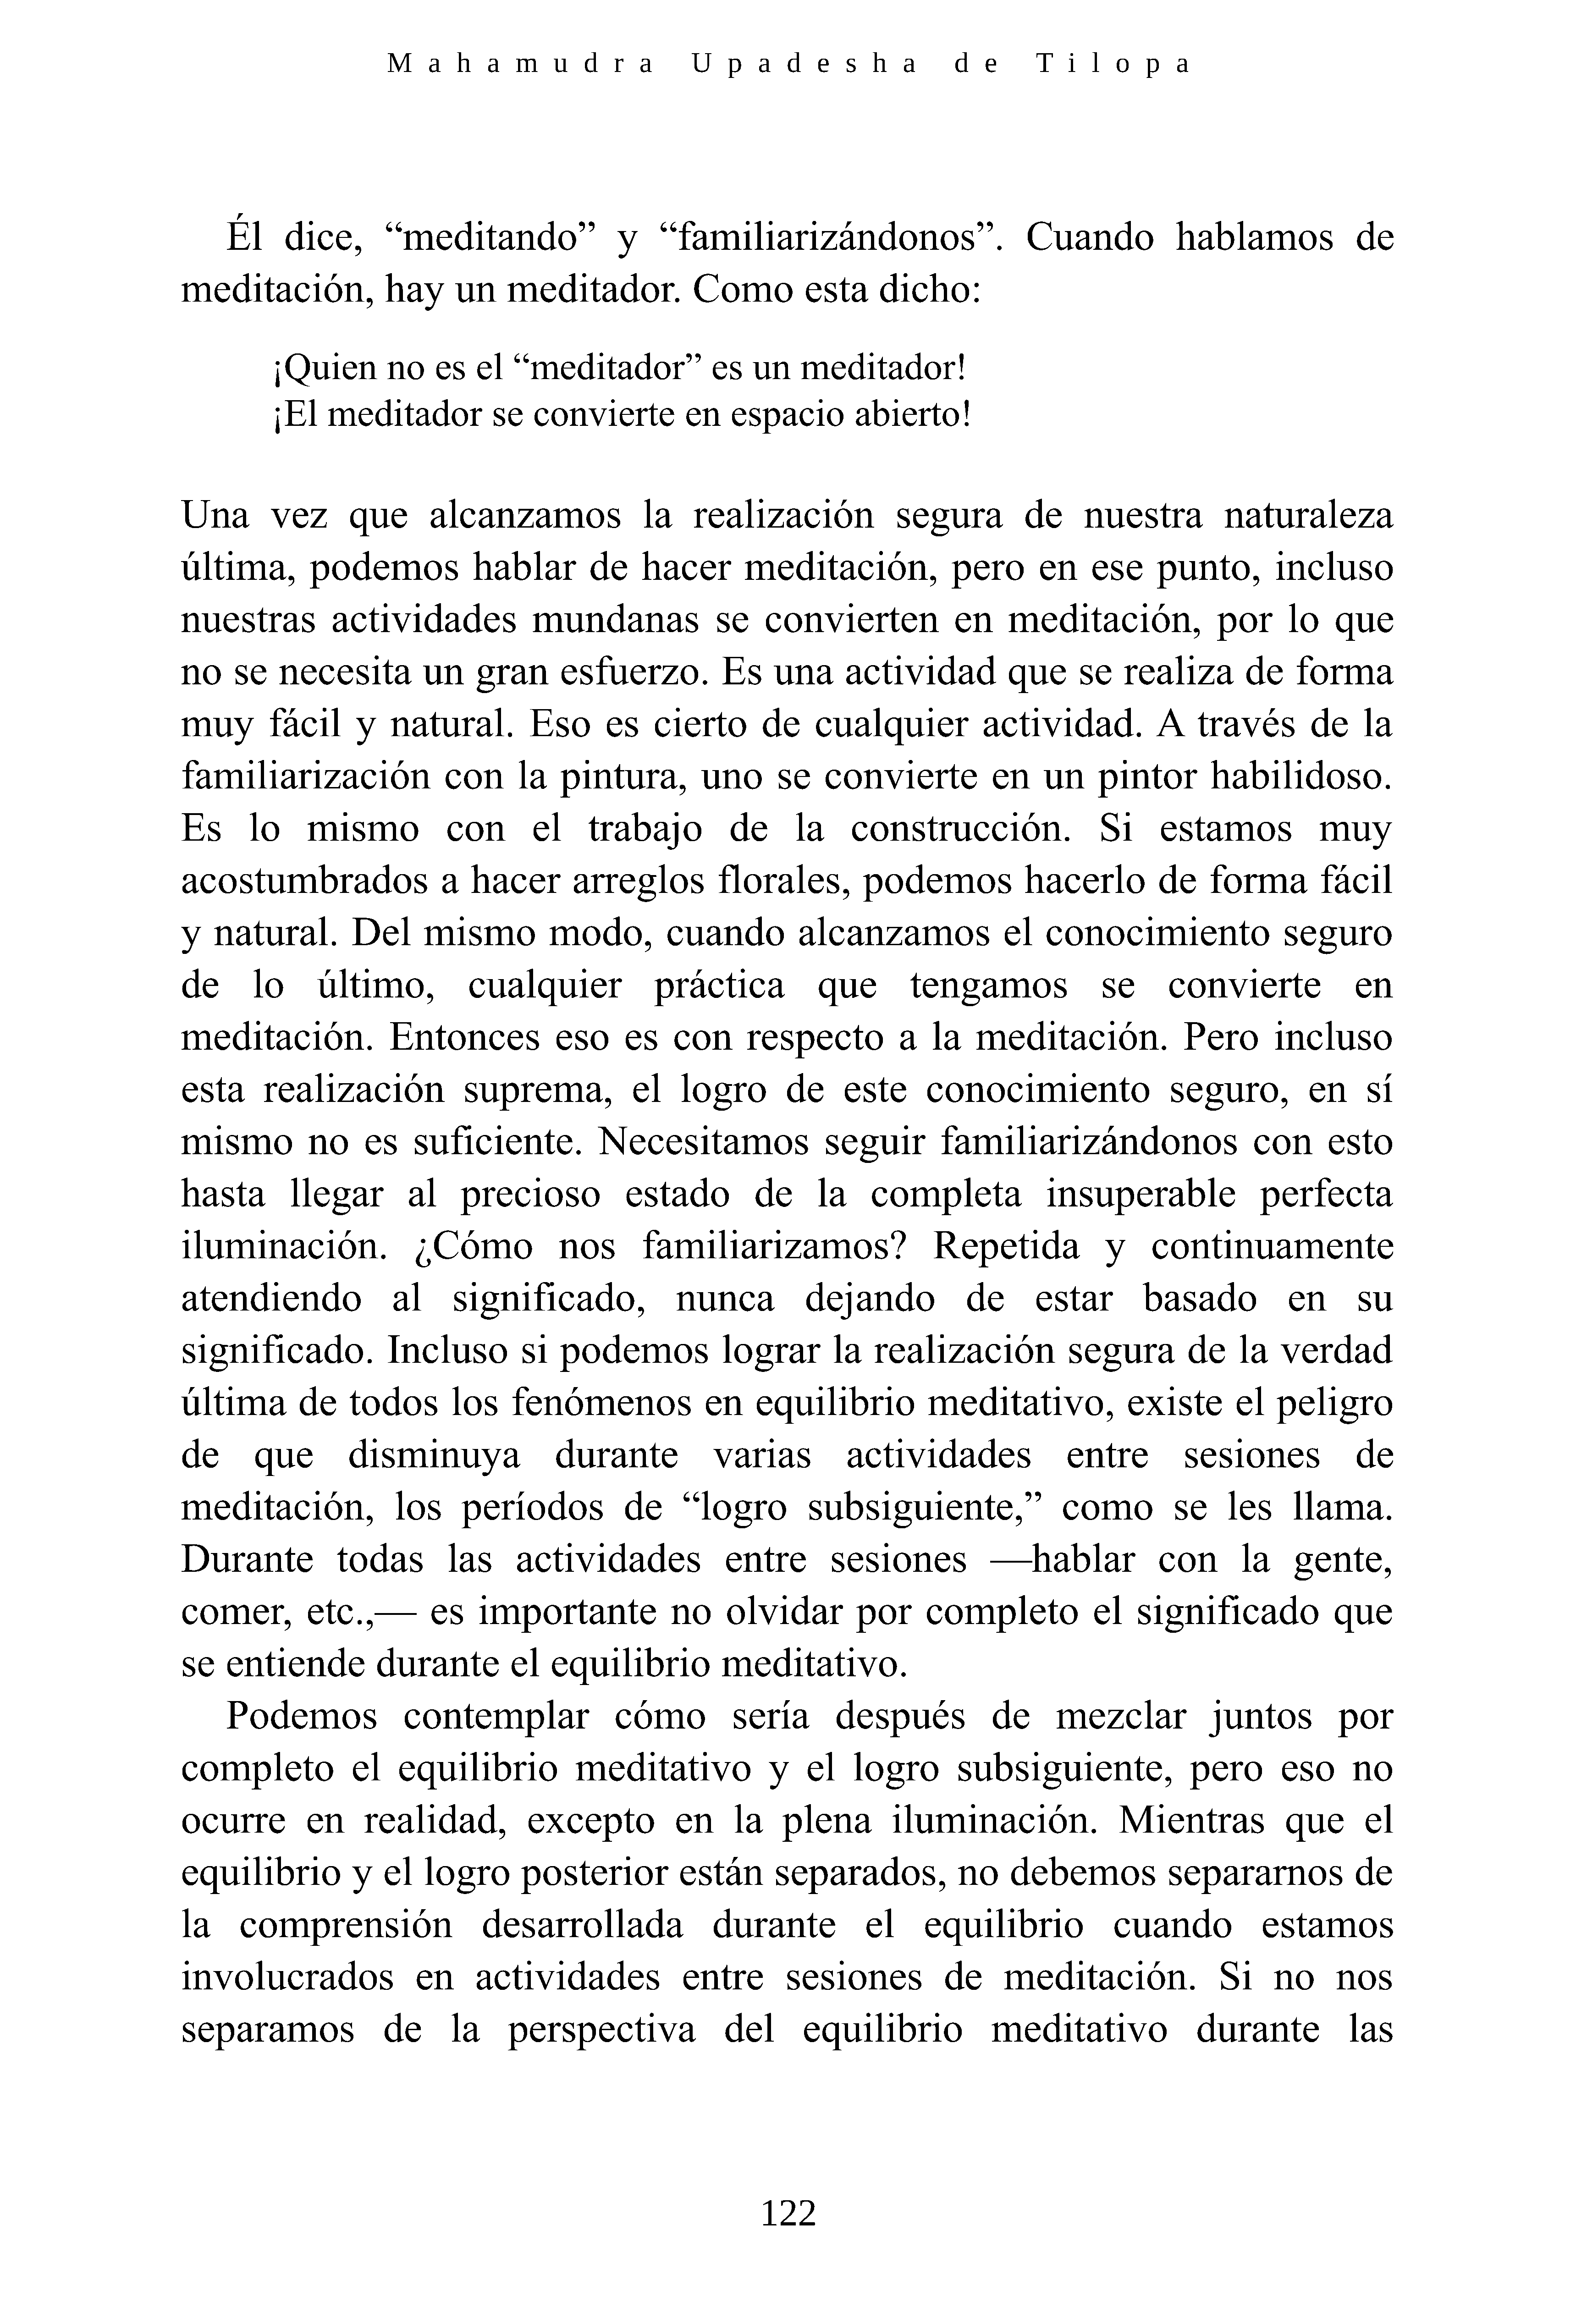 Mahamudra Upadesha de Tilopa
Él dice, “meditando” y “familiarizándonos”. Cuando hablamos de
meditación, hay un meditador. Como esta dicho:
¡Quien no es el “meditador” es un meditador!
¡El meditador se convierte en espacio abierto!
Una vez que alcanzamos la realización segura de nuestra naturaleza
última, podemos hablar de hacer meditación, pero en ese punto, incluso
nuestras actividades mundanas se convierten en meditación, por lo que
no se necesita un gran esfuerzo. Es una actividad que se realiza de forma
muy fácil y natural. Eso es cierto de cualquier actividad. A través de la
familiarización con la pintura, uno se convierte en un pintor habilidoso.
Es lo mismo con el trabajo de la construcción. Si estamos muy
acostumbrados a hacer arreglos florales, podemos hacerlo de forma fácil
y natural. Del mismo modo, cuando alcanzamos el conocimiento seguro
de lo último, cualquier práctica que tengamos se convierte en
meditación. Entonces eso es con respecto a la meditación. Pero incluso
esta realización suprema, el logro de este conocimiento seguro, en sí
mismo no es suficiente. Necesitamos seguir familiarizándonos con esto
hasta llegar al precioso estado de la completa insuperable perfecta
iluminación. ¿Cómo nos familiarizamos? Repetida y continuamente
atendiendo al significado, nunca dejando de estar basado en su
significado. Incluso si podemos lograr la realización segura de la verdad
última de todos los fenómenos en equilibrio meditativo, existe el peligro
de que disminuya durante varias actividades entre sesiones de
meditación, los períodos de “logro subsiguiente,” como se les llama.
Durante todas las actividades entre sesiones —hablar con la gente,
comer, etc.,— es importante no olvidar por completo el significado que
se entiende durante el equilibrio meditativo.
Podemos contemplar cómo sería después de mezclar juntos por
completo el equilibrio meditativo y el logro subsiguiente, pero eso no
ocurre en realidad, excepto en la plena iluminación. Mientras que el
equilibrio y el logro posterior están separados, no debemos separarnos de
la comprensión desarrollada durante el equilibrio cuando estamos
involucrados en actividades entre sesiones de meditación. Si no nos
separamos de la perspectiva del equilibrio meditativo durante las
122